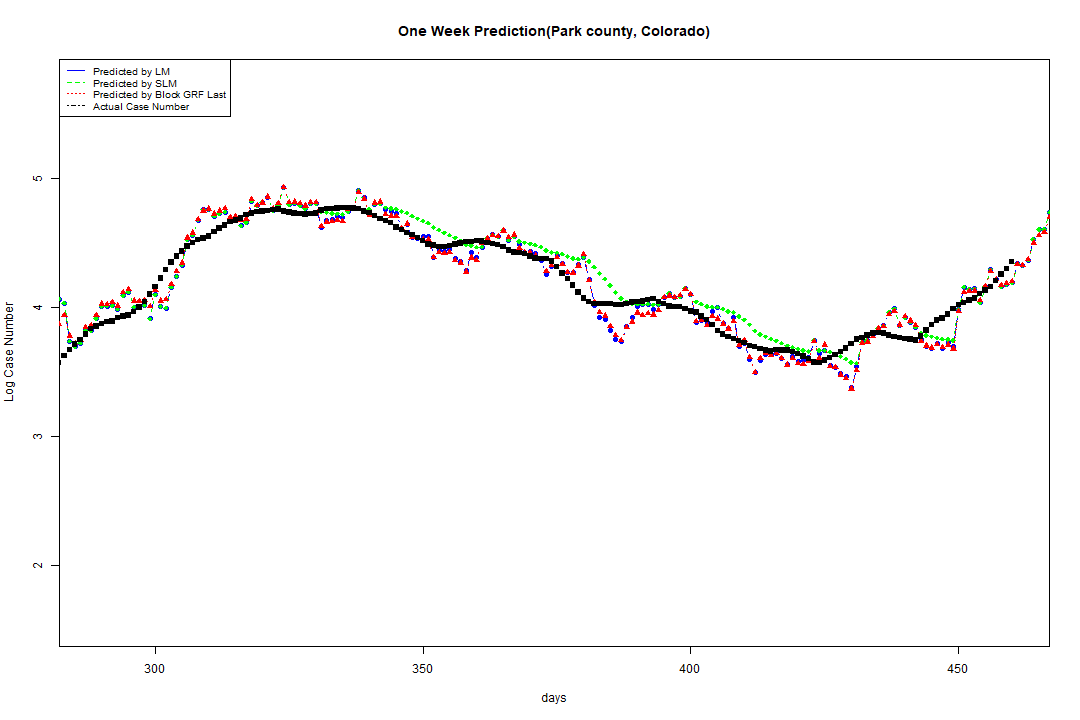 One Week Prediction(Park county, Colorado)
Predicted by LM
Predicted by SLM
Predicted by Block GRF Last
Actual Case Number
5
4
3
2
Log Case Number
300
350
400
450
days